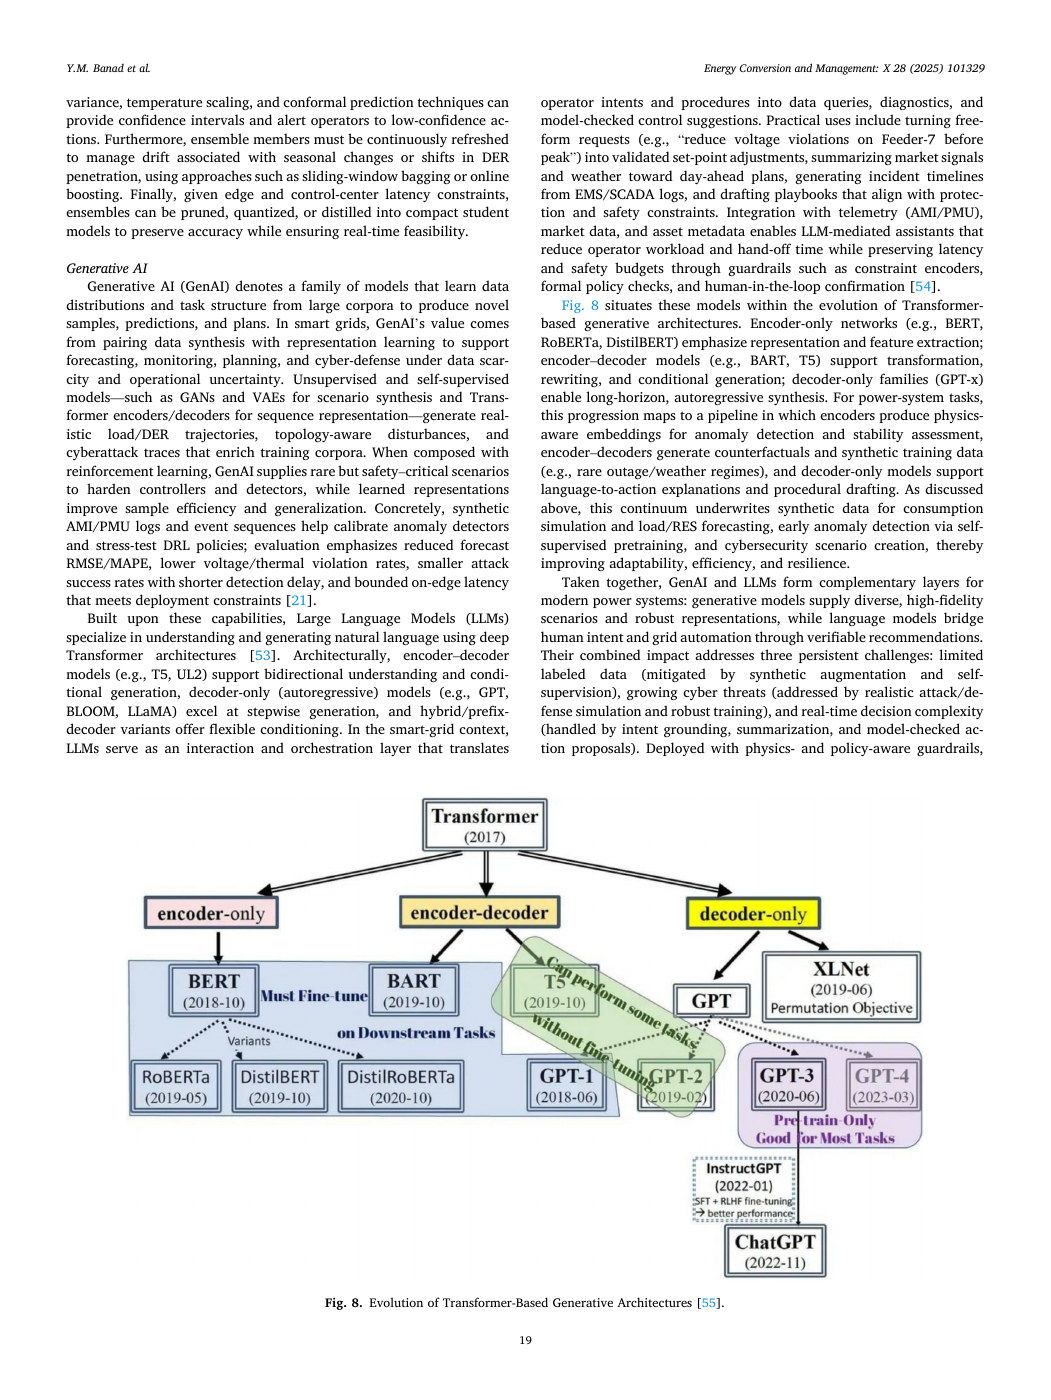 Y.M. Banad et al.
Energy Conversion and Management: X 28 (2025) 101329
variance, temperature scaling, and conformal prediction techniques can
provide confidence intervals and alert operators to low-confidence ac-
tions. Furthermore, ensemble members must be continuously refreshed
to manage drift associated with seasonal changes or shifts in DER
penetration, using approaches such as sliding-window bagging or online
boosting. Finally, given edge and control-center latency constraints,
ensembles can be pruned, quantized, or distilled into compact student
models to preserve accuracy while ensuring real-time feasibility.
Generative AI
Generative AI (GenAI) denotes a family of models that learn data
distributions and task structure from large corpora to produce novel
samples, predictions, and plans. In smart grids, GenAI's value comes
from pairing data synthesis with representation learning to support
forecasting, monitoring, planning, and cyber-defense under data scar-
city and operational uncertainty. Unsupervised and self-supervised
models—such as GANs and VAEs for scenario synthesis and Trans-
former encoders/decoders for sequence representation—generate real-
istic load/DER trajectories, topology-aware disturbances, and
cyberattack traces that enrich training corpora. When composed with
reinforcement learning, GenAI supplies rare but safety–critical scenarios
to harden controllers and detectors, while learned representations
improve sample efficiency and generalization. Concretely, synthetic
AMI/PMU logs and event sequences help calibrate anomaly detectors
and stress-test DRL policies; evaluation emphasizes reduced forecast
RMSE/MAPE, lower voltage/thermal violation rates, smaller attack
success rates with shorter detection delay, and bounded on-edge latency
that meets deployment constraints [21].
Built upon these capabilities, Large Language Models (LLMs)
specialize in understanding and generating natural language using deep
Transformer architectures [53]. Architecturally, encoder–decoder
models (e.g., T5, UL2) support bidirectional understanding and condi-
tional generation, decoder-only (autoregressive) models (e.g., GPT,
BLOOM, LLaMA) excel at stepwise generation, and hybrid/prefix-
decoder variants offer flexible conditioning. In the smart-grid context,
LLMs serve as an interaction and orchestration layer that translates
operator intents and procedures into data queries, diagnostics, and
model-checked control suggestions. Practical uses include turning free-
form requests (e.g., “reduce voltage violations on Feeder-7 before
peak”) into validated set-point adjustments, summarizing market signals
and weather toward day-ahead plans, generating incident timelines
from EMS/SCADA logs, and drafting playbooks that align with protec-
tion and safety constraints. Integration with telemetry (AMI/PMU),
market data, and asset metadata enables LLM-mediated assistants that
reduce operator workload and hand-off time while preserving latency
and safety budgets through guardrails such as constraint encoders,
formal policy checks, and human-in-the-loop confirmation [54].
Fig. 8 situates these models within the evolution of Transformer-
based generative architectures. Encoder-only networks (e.g., BERT,
RoBERTa, DistilBERT) emphasize representation and feature extraction;
encoder–decoder models (e.g., BART, T5) support transformation,
rewriting, and conditional generation; decoder-only families (GPT-x)
enable long-horizon, autoregressive synthesis. For power-system tasks,
this progression maps to a pipeline in which encoders produce physics-
aware embeddings for anomaly detection and stability assessment,
encoder–decoders generate counterfactuals and synthetic training data
(e.g., rare outage/weather regimes), and decoder-only models support
language-to-action explanations and procedural drafting. As discussed
above, this continuum underwrites synthetic data for consumption
simulation and load/RES forecasting, early anomaly detection via self-
supervised pretraining, and cybersecurity scenario creation, thereby
improving adaptability, efficiency, and resilience.
Taken together, GenAI and LLMs form complementary layers for
modern power systems: generative models supply diverse, high-fidelity
scenarios and robust representations, while language models bridge
human intent and grid automation through verifiable recommendations.
Their combined impact addresses three persistent challenges: limited
labeled data (mitigated by synthetic augmentation and self-
supervision), growing cyber threats (addressed by realistic attack/de-
fense simulation and robust training), and real-time decision complexity
(handled by intent grounding, summarization, and model-checked ac-
tion proposals). Deployed with physics- and policy-aware guardrails,
Transformer
(2017)
encoder-only
encoder-decoder
decoder-only
BERT
(2018-10)
Must Fine-tune
BART
(2019-10)
on Downstream Tasks
T5
(2019-10)
Can perform some tasks
without fine-tuning
GPT
XLNet
(2019-06)
Permutation Objective
Variants
RoBERTa
(2019-05)
DistilBERT
(2019-10)
DistilRoBERTa
(2020-10)
GPT-1
(2018-06)
GPT-2
(2019-02)
GPT-3
(2020-06)
GPT-4
(2023-03)
Pre-train-Only
Good for Most Tasks
InstructGPT
(2022-01)
SFT + RLHF fine-tuning
→ better performance
ChatGPT
(2022-11)
Fig. 8. Evolution of Transformer-Based Generative Architectures [55].
19